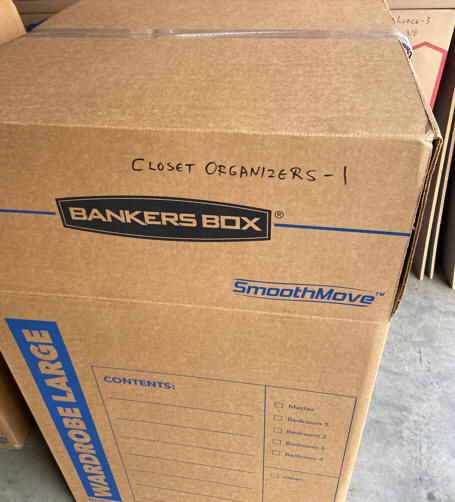 CLOSET ORGANIZERS - 1
BANKERS BOX®
SmoothMove™
WARDROBE LARGE
CONTENTS:
Master
Bedroom 1
Bedroom 2
Bedroom 3
Bedroom 4
Other: